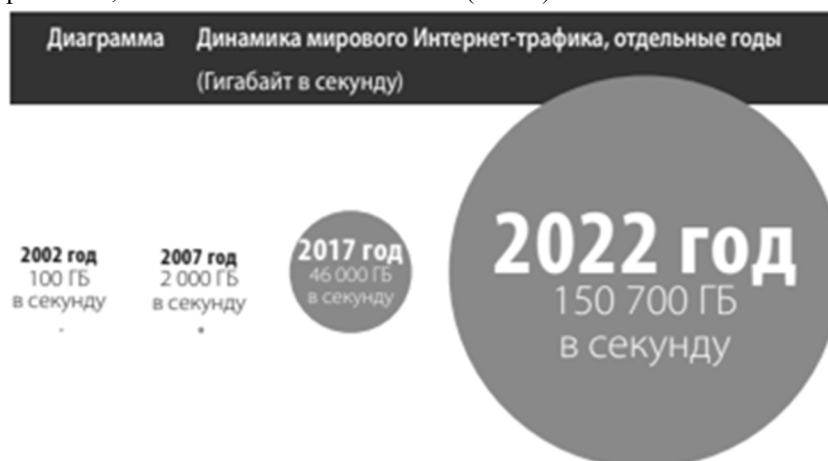 Диаграмма Динамика мирового Интернет-трафика, отдельные годы
(Гигабайт в секунду)
2002 год
100 ГБ
в секунду
2007 год
2 000 ГБ
в секунду
2017 год
46 000 ГБ
в секунду
2022 год
150 700 ГБ
в секунду